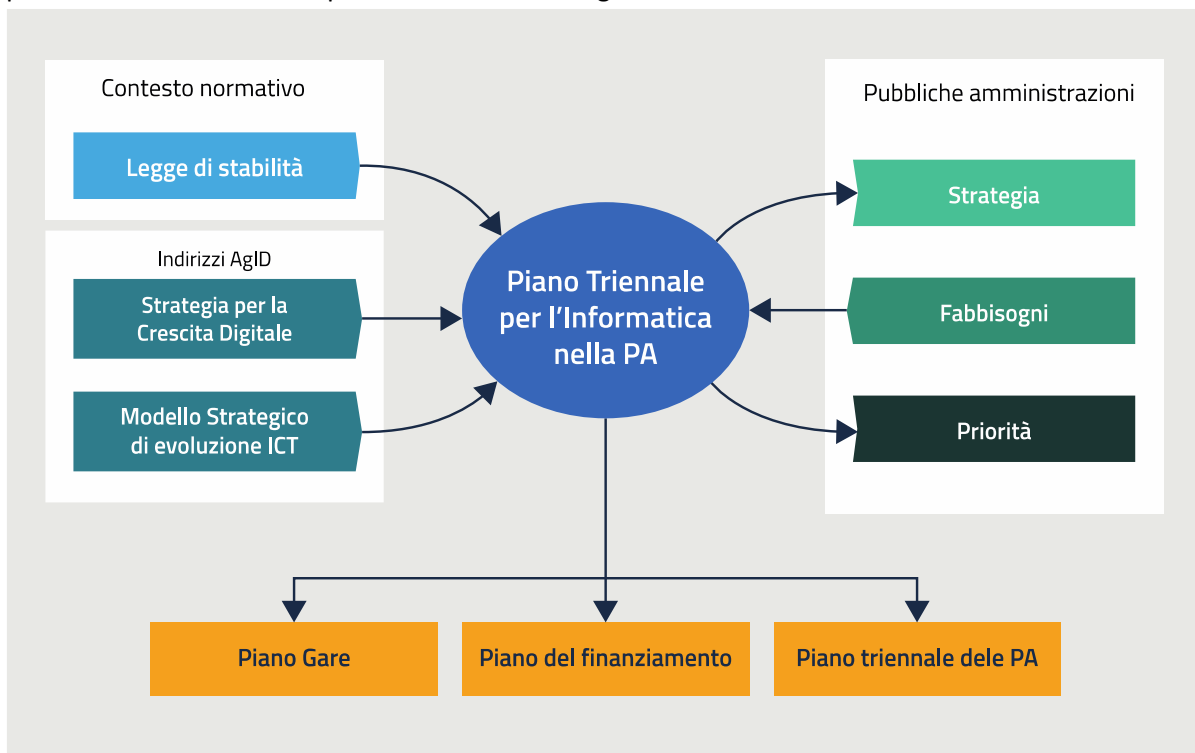 Contesto normativo
Legge di stabilità
Indirizzi AgID
Strategia per la
Crescita Digitale
Modello Strategico
di evoluzione ICT
Piano Triennale
per l'Informatica
nella PA
Pubbliche amministrazioni
Strategia
Fabbisogni
Priorità
Piano Gare
Piano del finanziamento
Piano triennale dele PA